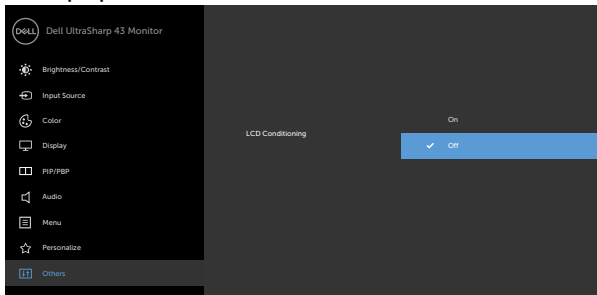 DELL Dell UltraSharp 43 Monitor
Brightness/Contrast
Input Source
Color
Display
PIP/PBP
Audio
Menu
Personalize
Others
LCD Conditioning
On
Off